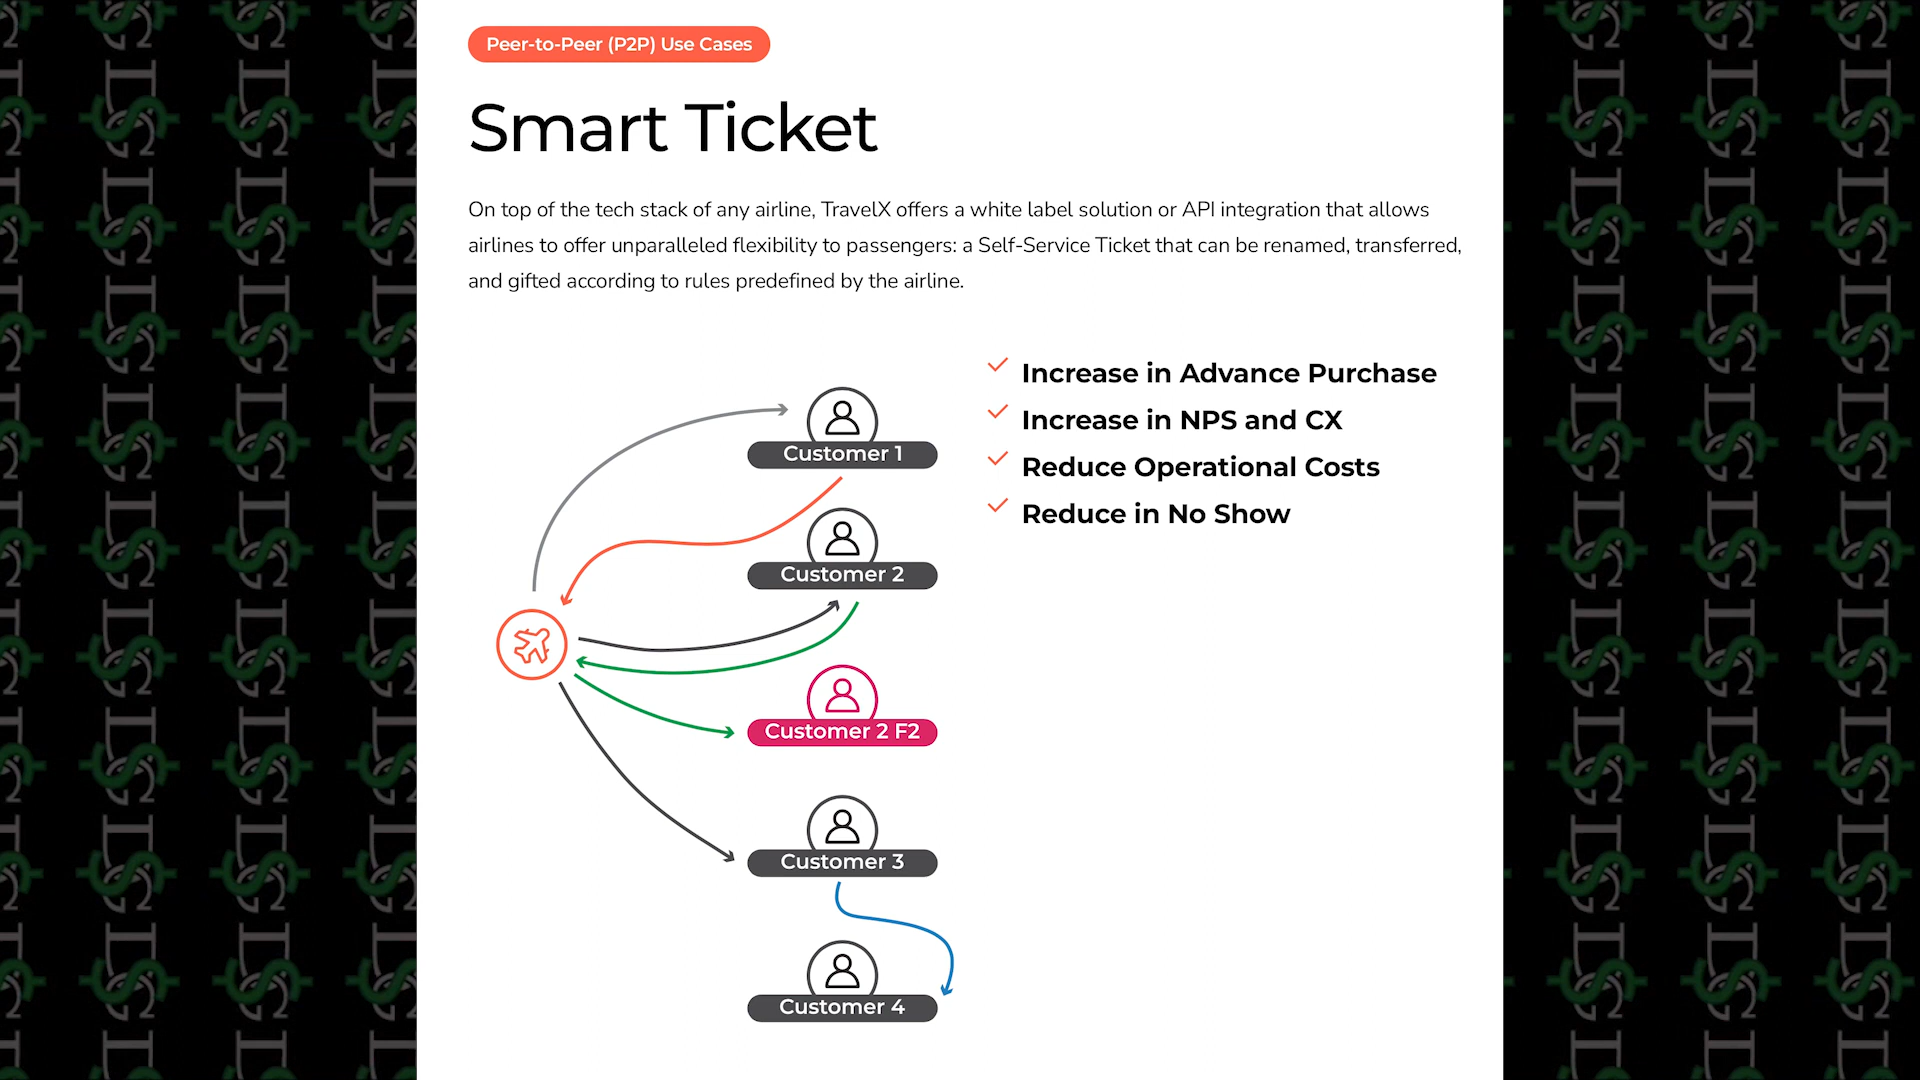 Peer-to-Peer (P2P) Use Cases
Smart Ticket
On top of the tech stack of any airline, TravelX offers a white label solution or API integration that allows
airlines to offer unparalleled flexibility to passengers: a Self-Service Ticket that can be renamed, transferred,
and gifted according to rules predefined by the airline.
Increase in Advance Purchase
Increase in NPS and CX
Reduce Operational Costs
Reduce in No Show
Customer 1
Customer 2
Customer 2 F2
Customer 3
Customer 4